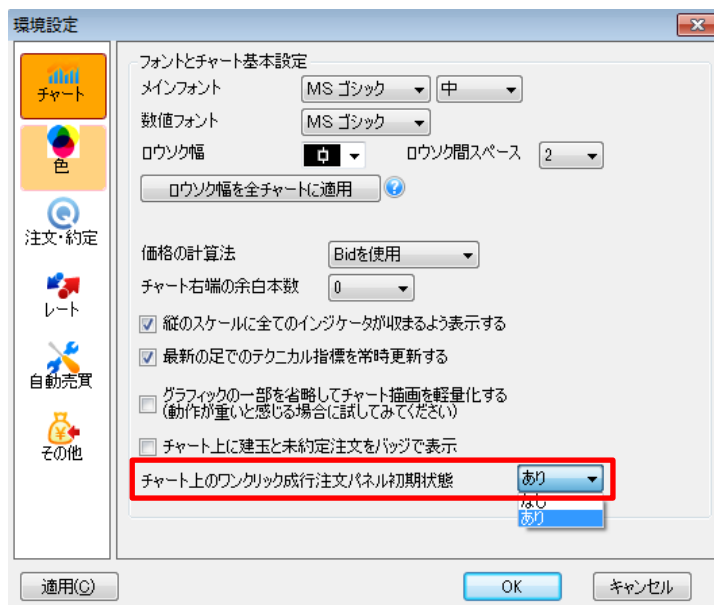 環境設定
チャート
色
注文・約定
レート
自動売買
その他
フォントとチャート基本設定
メインフォント MS ゴシック 中
数値フォント MS ゴシック
ロウソク幅 ロウソク間スペース 2
ロウソク幅を全チャートに適用
価格の計算法 Bidを使用
チャート右端の余白本数 0
縦のスケールに全てのインジケータが収まるよう表示する
最新の足でのテクニカル指標を常時更新する
グラフィックの一部を省略してチャート描画を軽量化する
(動作が重いと感じる場合に試してみてください)
チャート上に建玉と未約定注文をバッジで表示
チャート上のワンクリック成行注文パネル初期状態 あり
なし
あり
適用(C) OK キャンセル